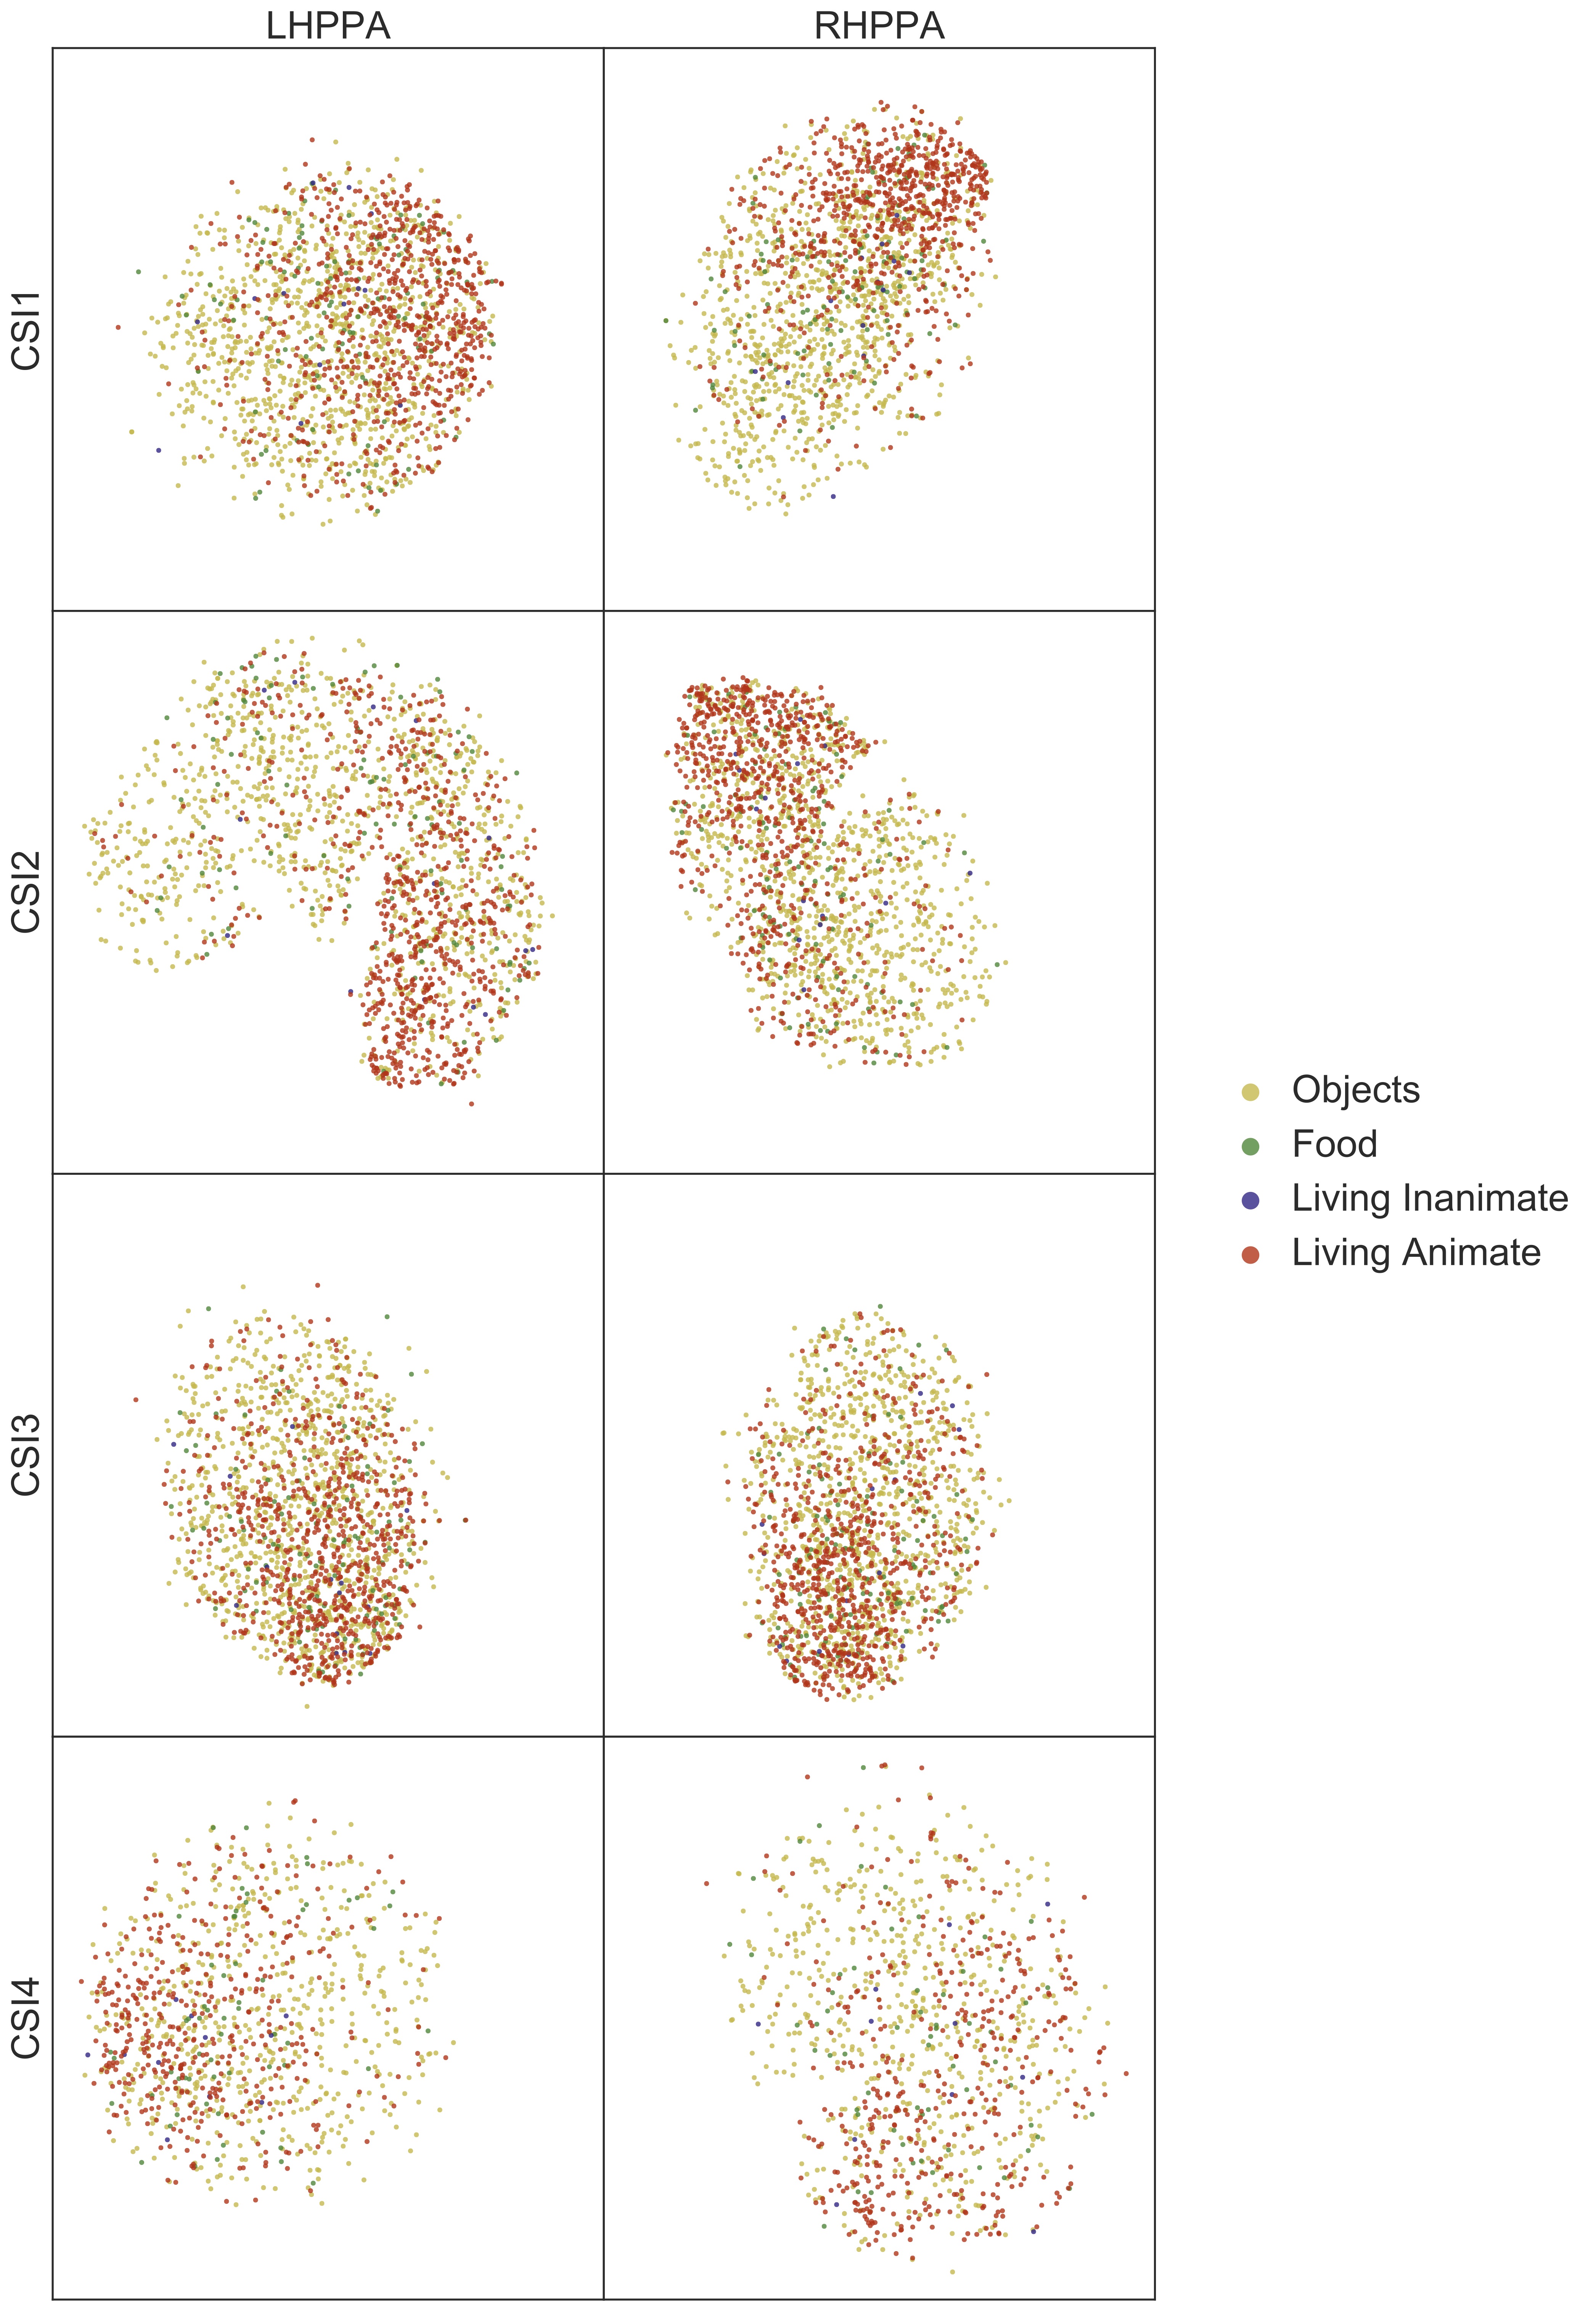 LHPPA RHPPA
CSI1
CSI2
CSI3
CSI4
Objects
Food
Living Inanimate
Living Animate